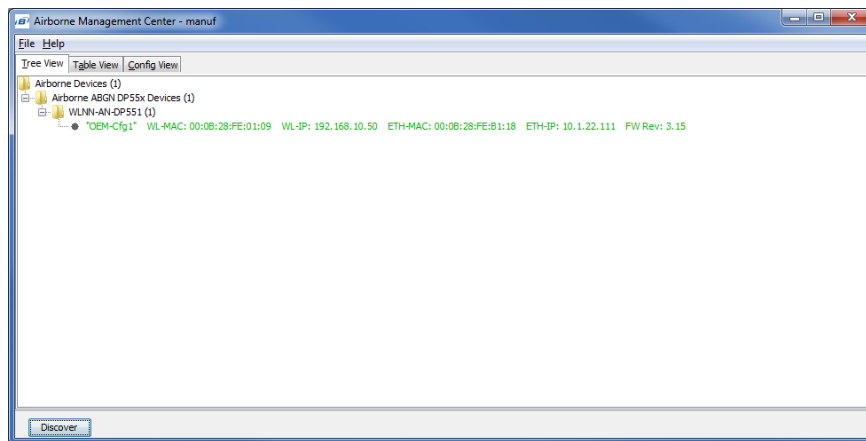 Airborne Management Center - manuf
File Help
Tree View Table View Config View
Airborne Devices (1)
Airborne ABGN DP55x Devices (1)
WLNN-AN-DP551 (1)
"OEM-Cfg1" WL-MAC: 00:0B:28:FE:01:09 WL-IP: 192.168.10.50 ETH-MAC: 00:0B:28:FE:B1:18 ETH-IP: 10.1.22.111 FW Rev: 3.15
Discover